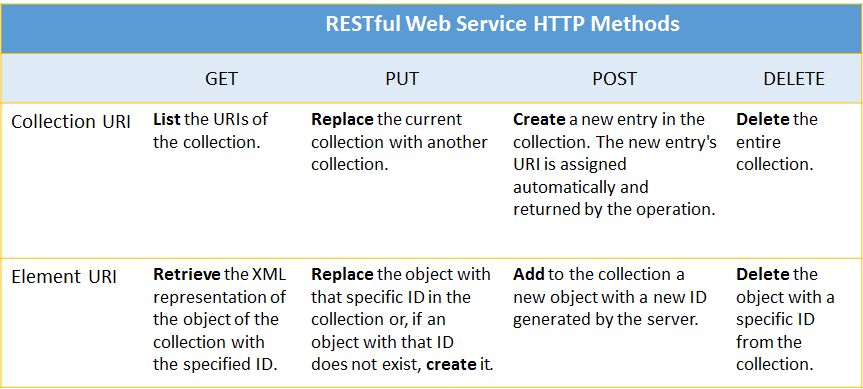 RESTful Web Service HTTP Methods
GET PUT POST DELETE
Collection URI
List the URIs of
the collection.
Replace the current
collection with another
collection.
Create a new entry in the
collection. The new entry's
URI is assigned
automatically and
returned by the operation.
Delete the
entire
collection.
Element URI
Retrieve the XML
representation of
the object of the
collection with
the specified ID.
Replace the object with
that specific ID in the
collection or, if an
object with that ID
does not exist, create it.
Add to the collection a
new object with a new ID
generated by the server.
Delete the
object with a
specific ID
from the
collection.